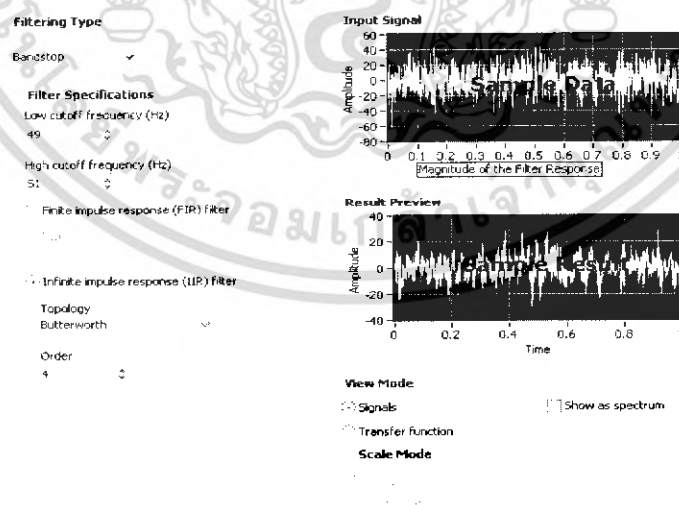 Filtering Type
Bandstop
Filter Specifications
Low cutoff frequency (Hz)
49
High cutoff frequency (Hz)
51
Finite impulse response (FIR) filter
Infinite impulse response (IIR) filter
Topology
Butterworth
Order
4
Input Signal
60
40
20
0
-20
-40
-60
-80
Amplitude
Sample Data
0 0.1 0.2 0.3 0.4 0.5 0.6 0.7 0.8 0.9
Magnitude of the Filter Response
Result Preview
40
20
0
-20
-40
Amplitude
Sample
0 0.2 0.4 0.6 0.8
Time
View Mode
Signals
Show as spectrum
Transfer function
Scale Mode